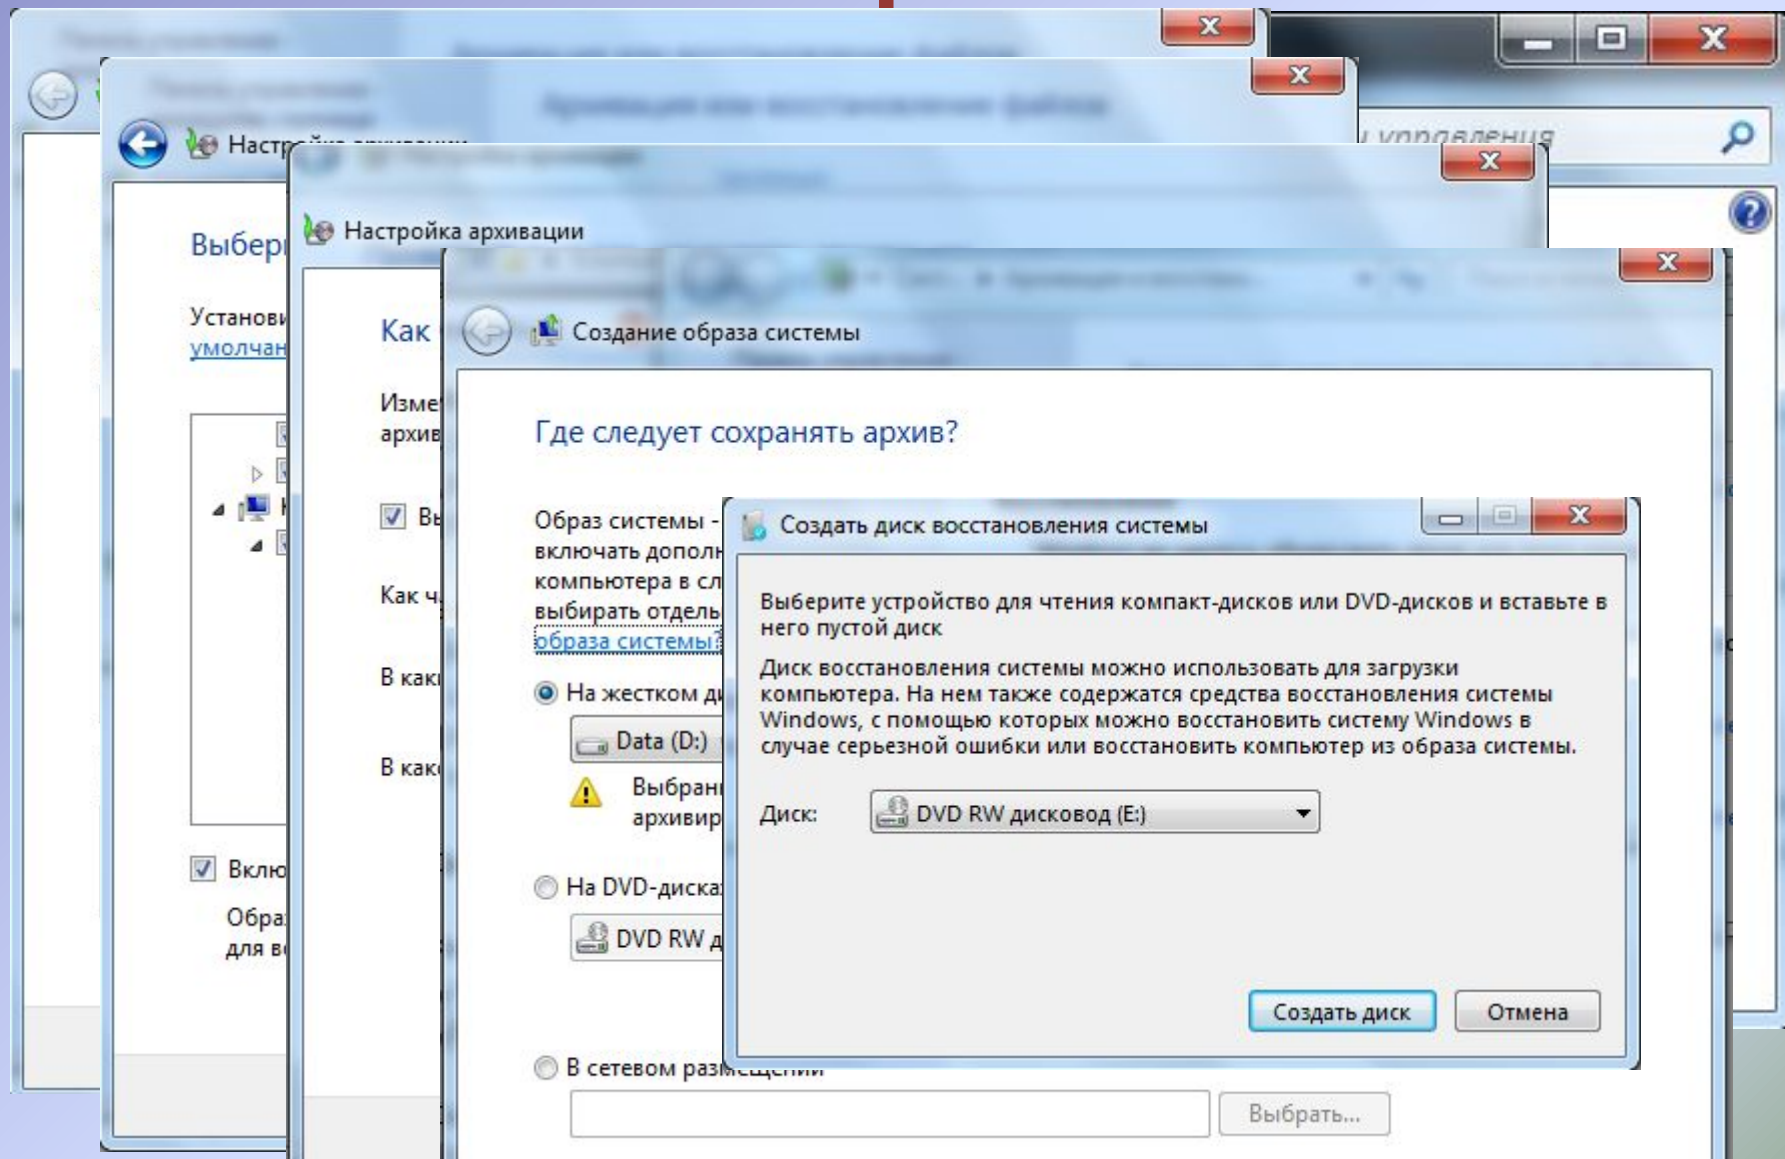 и управления
Настр
Выбер
Установи
умолчан
Вклю
Обра
для в
Настройка архивации
Как
Изме
архив
Вы
Как ч
В как
В как
Создание образа системы
Где следует сохранять архив?
Образ системы -
включать дополн
компьютера в сл
выбирать отдель
образа системы?
На жестком ди
Data (D:)
Выбран
архивир
На DVD-диска
DVD RW д
В сетевом размещении
Выбрать...
Создать диск восстановления системы
Выберите устройство для чтения компакт-дисков или DVD-дисков и вставьте в
него пустой диск
Диск восстановления системы можно использовать для загрузки
компьютера. На нем также содержатся средства восстановления системы
Windows, с помощью которых можно восстановить систему Windows в
случае серьезной ошибки или восстановить компьютер из образа системы.
Диск:
DVD RW дисковод (E:)
Создать диск
Отмена